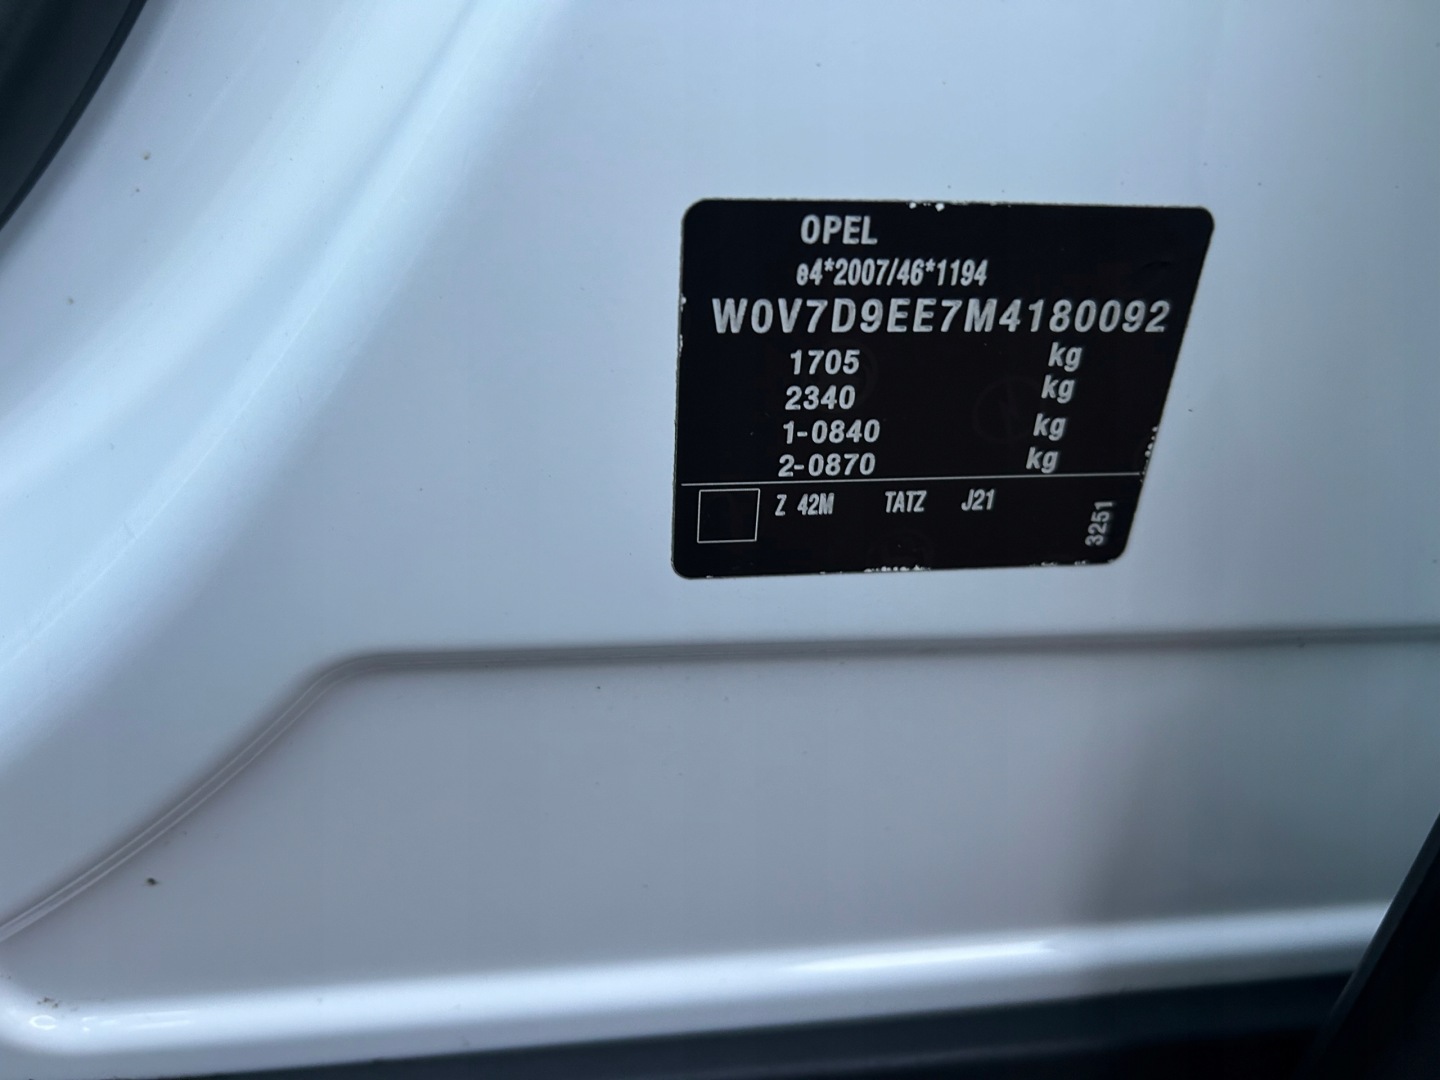 OPEL
e4*2007/46*1194
W0V7D9EE7M4180092
1705 kg
2340 kg
1-0840 kg
2-0870 kg
Z 42M TATZ J21
3251